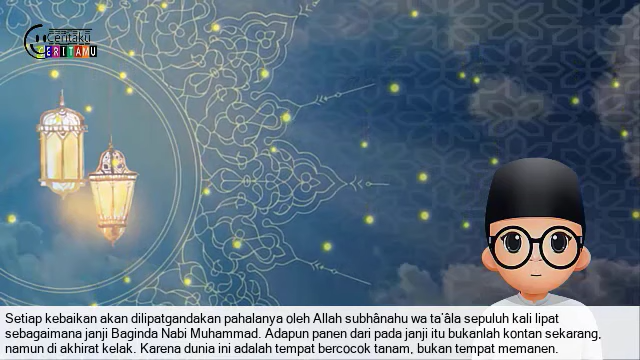 Ceritaku
CERITAMU
Setiap kebaikan akan dilipatgandakan pahalanya oleh Allah subhânahu wa ta'âla sepuluh kali lipat
sebagaimana janji Baginda Nabi Muhammad. Adapun panen dari pada janji itu bukanlah kontan sekarang,
namun di akhirat kelak. Karena dunia ini adalah tempat bercocok tanam, bukan tempat memanen.